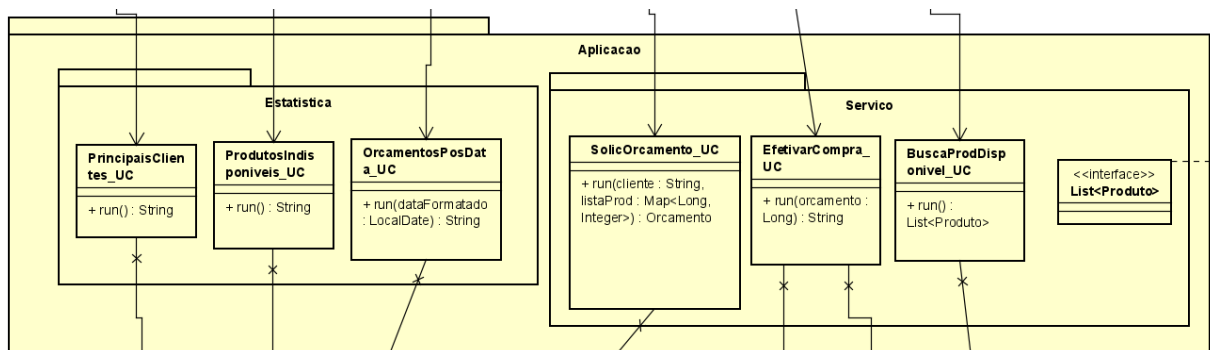 Aplicacao
Estatistica
PrincipaisClien
tes_UC
+ run() : String
ProdutosIndis
poniveis_UC
+ run() : String
OrcamentosPosDat
a_UC
+ run(dataFormatado
: LocalDate) : String
Servico
SolicOrcamento_UC
+ run(cliente : String,
listaProd : Map<Long,
Integer>) : Orcamento
EfetivarCompra_
UC
+ run(orcamento :
Long) : String
BuscaProdDisp
onivel_UC
+ run() :
List<Produto>
<<interface>>
List<Produto>